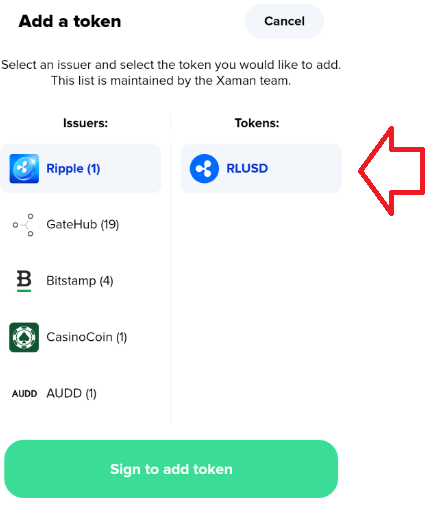 Add a token
Cancel
Select an issuer and select the token you would like to add.
This list is maintained by the Xaman team.
Issuers:
Tokens:
Ripple (1)
RLUSD
GateHub (19)
B
Bitstamp (4)
CasinoCoin (1)
AUDD
AUDD (1)
Sign to add token